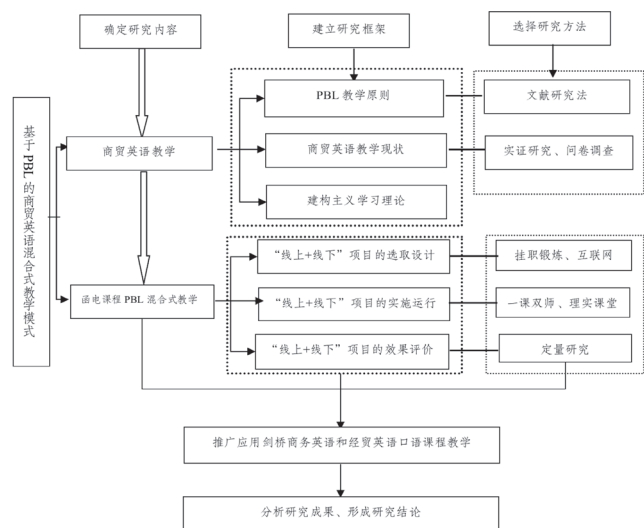 确定研究内容
建立研究框架
选择研究方法
基于PBL的商贸英语混合式教学模式
PBL 教学原则
文献研究法
商贸英语教学
商贸英语教学现状
实证研究、问卷调查
建构主义学习理论
“线上+线下”项目的选取设计
挂职锻炼、互联网
函电课程 PBL 混合式教学
“线上+线下”项目的实施运行
一课双师、理实课堂
“线上+线下”项目的效果评价
定量研究
推广应用剑桥商务英语和经贸英语口语课程教学
分析研究成果、形成研究结论